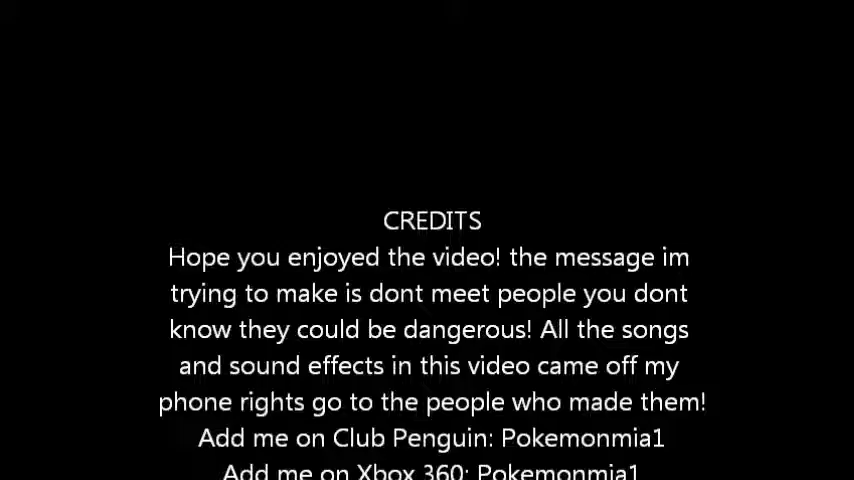 CREDITS
Hope you enjoyed the video! the message im
trying to make is dont meet people you dont
know they could be dangerous! All the songs
and sound effects in this video came off my
phone rights go to the people who made them!
Add me on Club Penguin: Pokemonmia1
Add me on Xbox 360: Pokemonmia1